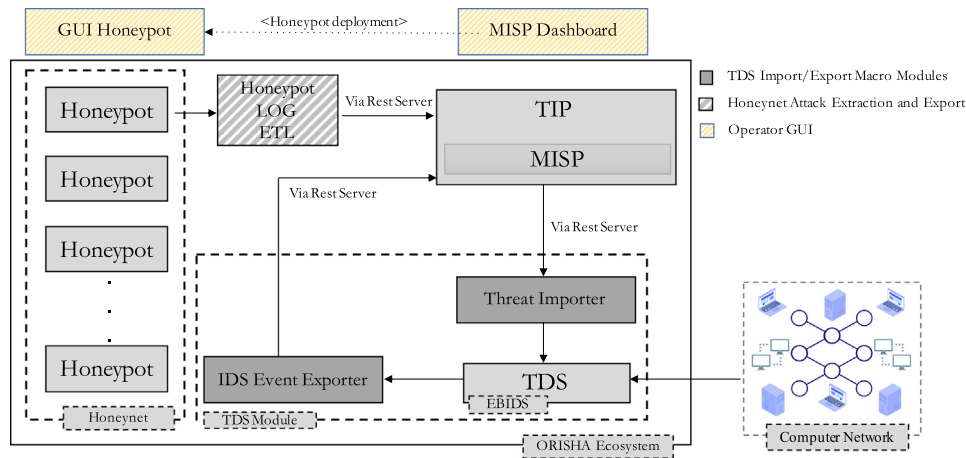 GUI Honeypot
<Honeypot deployment>
MISP Dashboard
Honeypot
Honeypot
LOG
ETL
Via Rest Server
TIP
MISP
TDS Import/Export Macro Modules
Honeynet Attack Extraction and Export
Operator GUI
Honeypot
Via Rest Server
Honeypot
Via Rest Server
Threat Importer
Honeypot
IDS Event Exporter
TDS
EBIDS
Honeynet
TDS Module
ORISHA Ecosystem
Computer Network